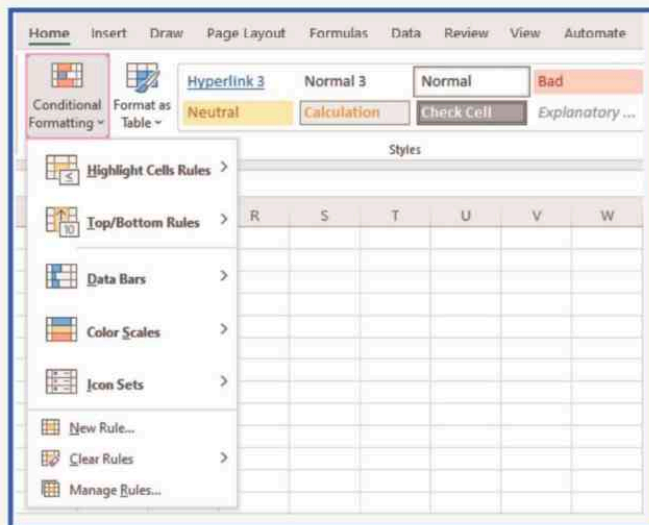 Home Insert Draw Page Layout Formulas Data Review View Automate
Conditional Formatting
Format as Table
Hyperlink 3 Normal 3 Normal Bad
Neutral Calculation Check Cell Explanatory ...
Styles
Highlight Cells Rules
Top/Bottom Rules
10
R S T U V W
Data Bars
Color Scales
Icon Sets
New Rule...
Clear Rules
Manage Rules...